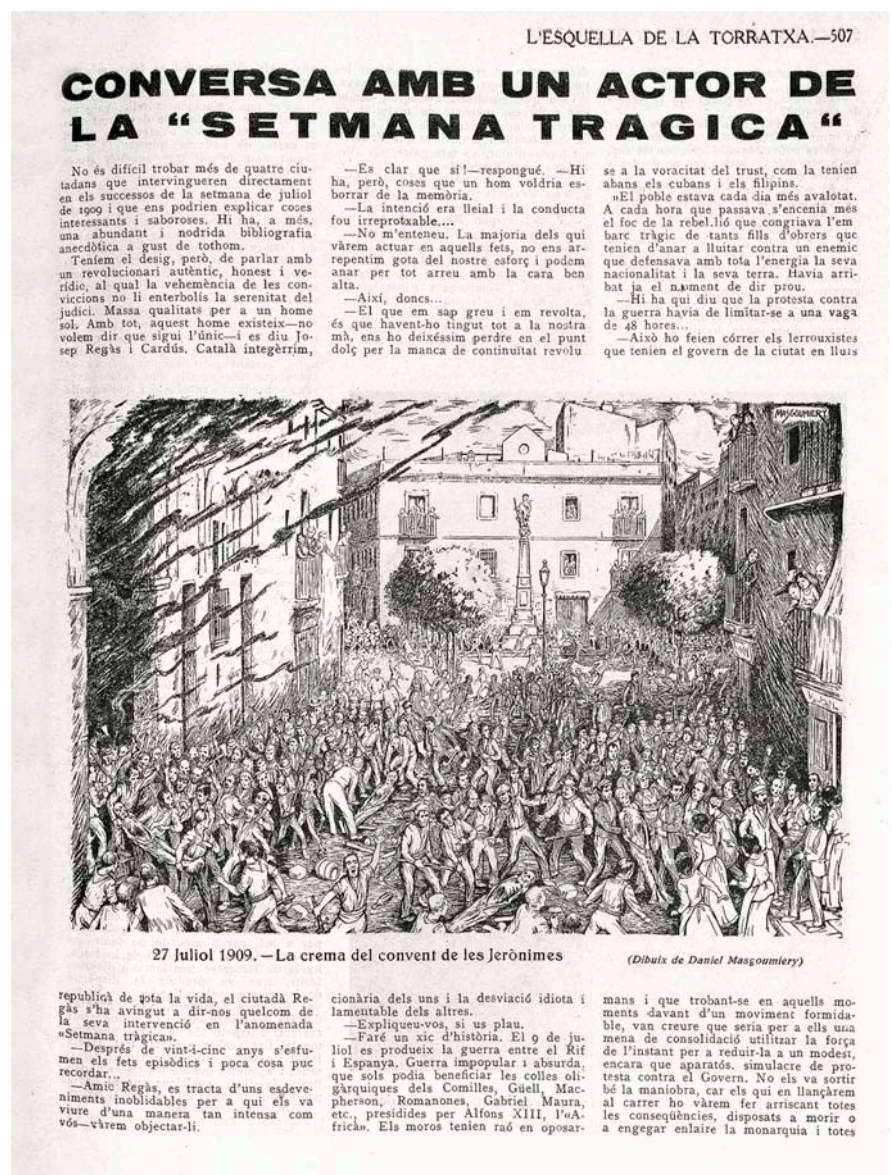 L'ESQUELLA DE LA TORRATXA.—507
CONVERSA AMB UN ACTOR DE
LA “SETMANA TRAGICA“
No és difícil trobar més de quatre ciu-
tadans que intervingueren directament
en els successos de la setmana de juliol
de 1909 i que ens podrien explicar coses
interessants i saboroses. Hi ha, a més,
una abundant i nodrida bibliografia
anecdòtica a gust de tothom.
Teníem el desig, però, de parlar amb
un revolucionari autèntic, honest i ve-
rídic, al qual la vehemència de les con-
viccions no li enterbolís la serenitat del
judici. Massa qualitats per a un home
sol. Amb tot, aquest home existeix—no
volem dir que sigui l'únic—i es diu Jo-
sep Regàs i Cardús. Català integèrrim,
—Es clar que sí!—respongué. —Hi
ha, però, coses que un hom voldria es-
borrar de la memòria.
—La intenció era lleial i la conducta
fou irreprotxable....
—No m'enteneu. La majoria dels qui
vàrem actuar en aquells fets, no ens ar-
repentim gota del nostre esforç i podem
anar per tot arreu amb la cara ben
alta.
—Així, doncs...
—El que em sap greu i em revolta,
és que havent-ho tingut tot a la nostra
mà, ens ho deixéssim perdre en el punt
dolç per la manca de continuïtat revolu
se a la voracitat del trust, com la tenien
abans els cubans i els filipins.
»El poble estava cada dia més avalotat.
A cada hora que passava s'encenia més
el foc de la rebel.lió que congriava l'em
barc tràgic de tants fills d'obrers que
tenien d'anar a lluitar contra un enemic
que defensava amb tota l'energia la seva
nacionalitat i la seva terra. Havia arri-
bat ja el moment de dir prou.
—Hi ha qui diu que la protesta contra
la guerra havia de limitar-se a una vaga
de 48 hores...
—Això ho feien córrer els lerrouxistes
que tenien el govern de la ciutat en lluis
MASGOUMIERY
27 Juliol 1909.—La crema del convent de les Jerònimes
(Dibuix de Daniel Masgoumiery)
republicà de tota la vida, el ciutadà Re-
gàs s'ha avingut a dir-nos quelcom de
la seva intervenció en l'anomenada
«Setmana tràgica».
—Després de vint-i-cinc anys s'esfu-
men els fets episòdics i poca cosa puc
recordar...
—Amic Regàs, es tracta d'uns esdeve-
niments inoblidables per a qui els va
viure d'una manera tan intensa com
vós—vàrem objectar-li.
cionària dels uns i la desviació idiota i
lamentable dels altres.
—Expliqueu-vos, si us plau.
—Faré un xic d'història. El 9 de ju-
liol es produeix la guerra entre el Rif
i Espanya. Guerra impopular i absurda,
que sols podia beneficiar les colles oli-
gàrquiques dels Comilles, Güell, Mac-
pherson, Romanones, Gabriel Maura,
etc., presidides per Alfons XIII, l'«A-
fricà». Els moros tenien raó en oposar-
mans i que trobant-se en aquells mo-
ments davant d'un moviment formida-
ble, van creure que seria per a ells una
mena de consolidació utilitzar la força
de l'instant per a reduir-la a un modest,
encara que aparatós. simulacre de pro-
testa contra el Govern. No els va sortir
bé la maniobra, car els qui en llançàrem
al carrer ho vàrem fer arriscant totes
les conseqüències, disposats a morir o
a engegar enlaire la monarquia i totes